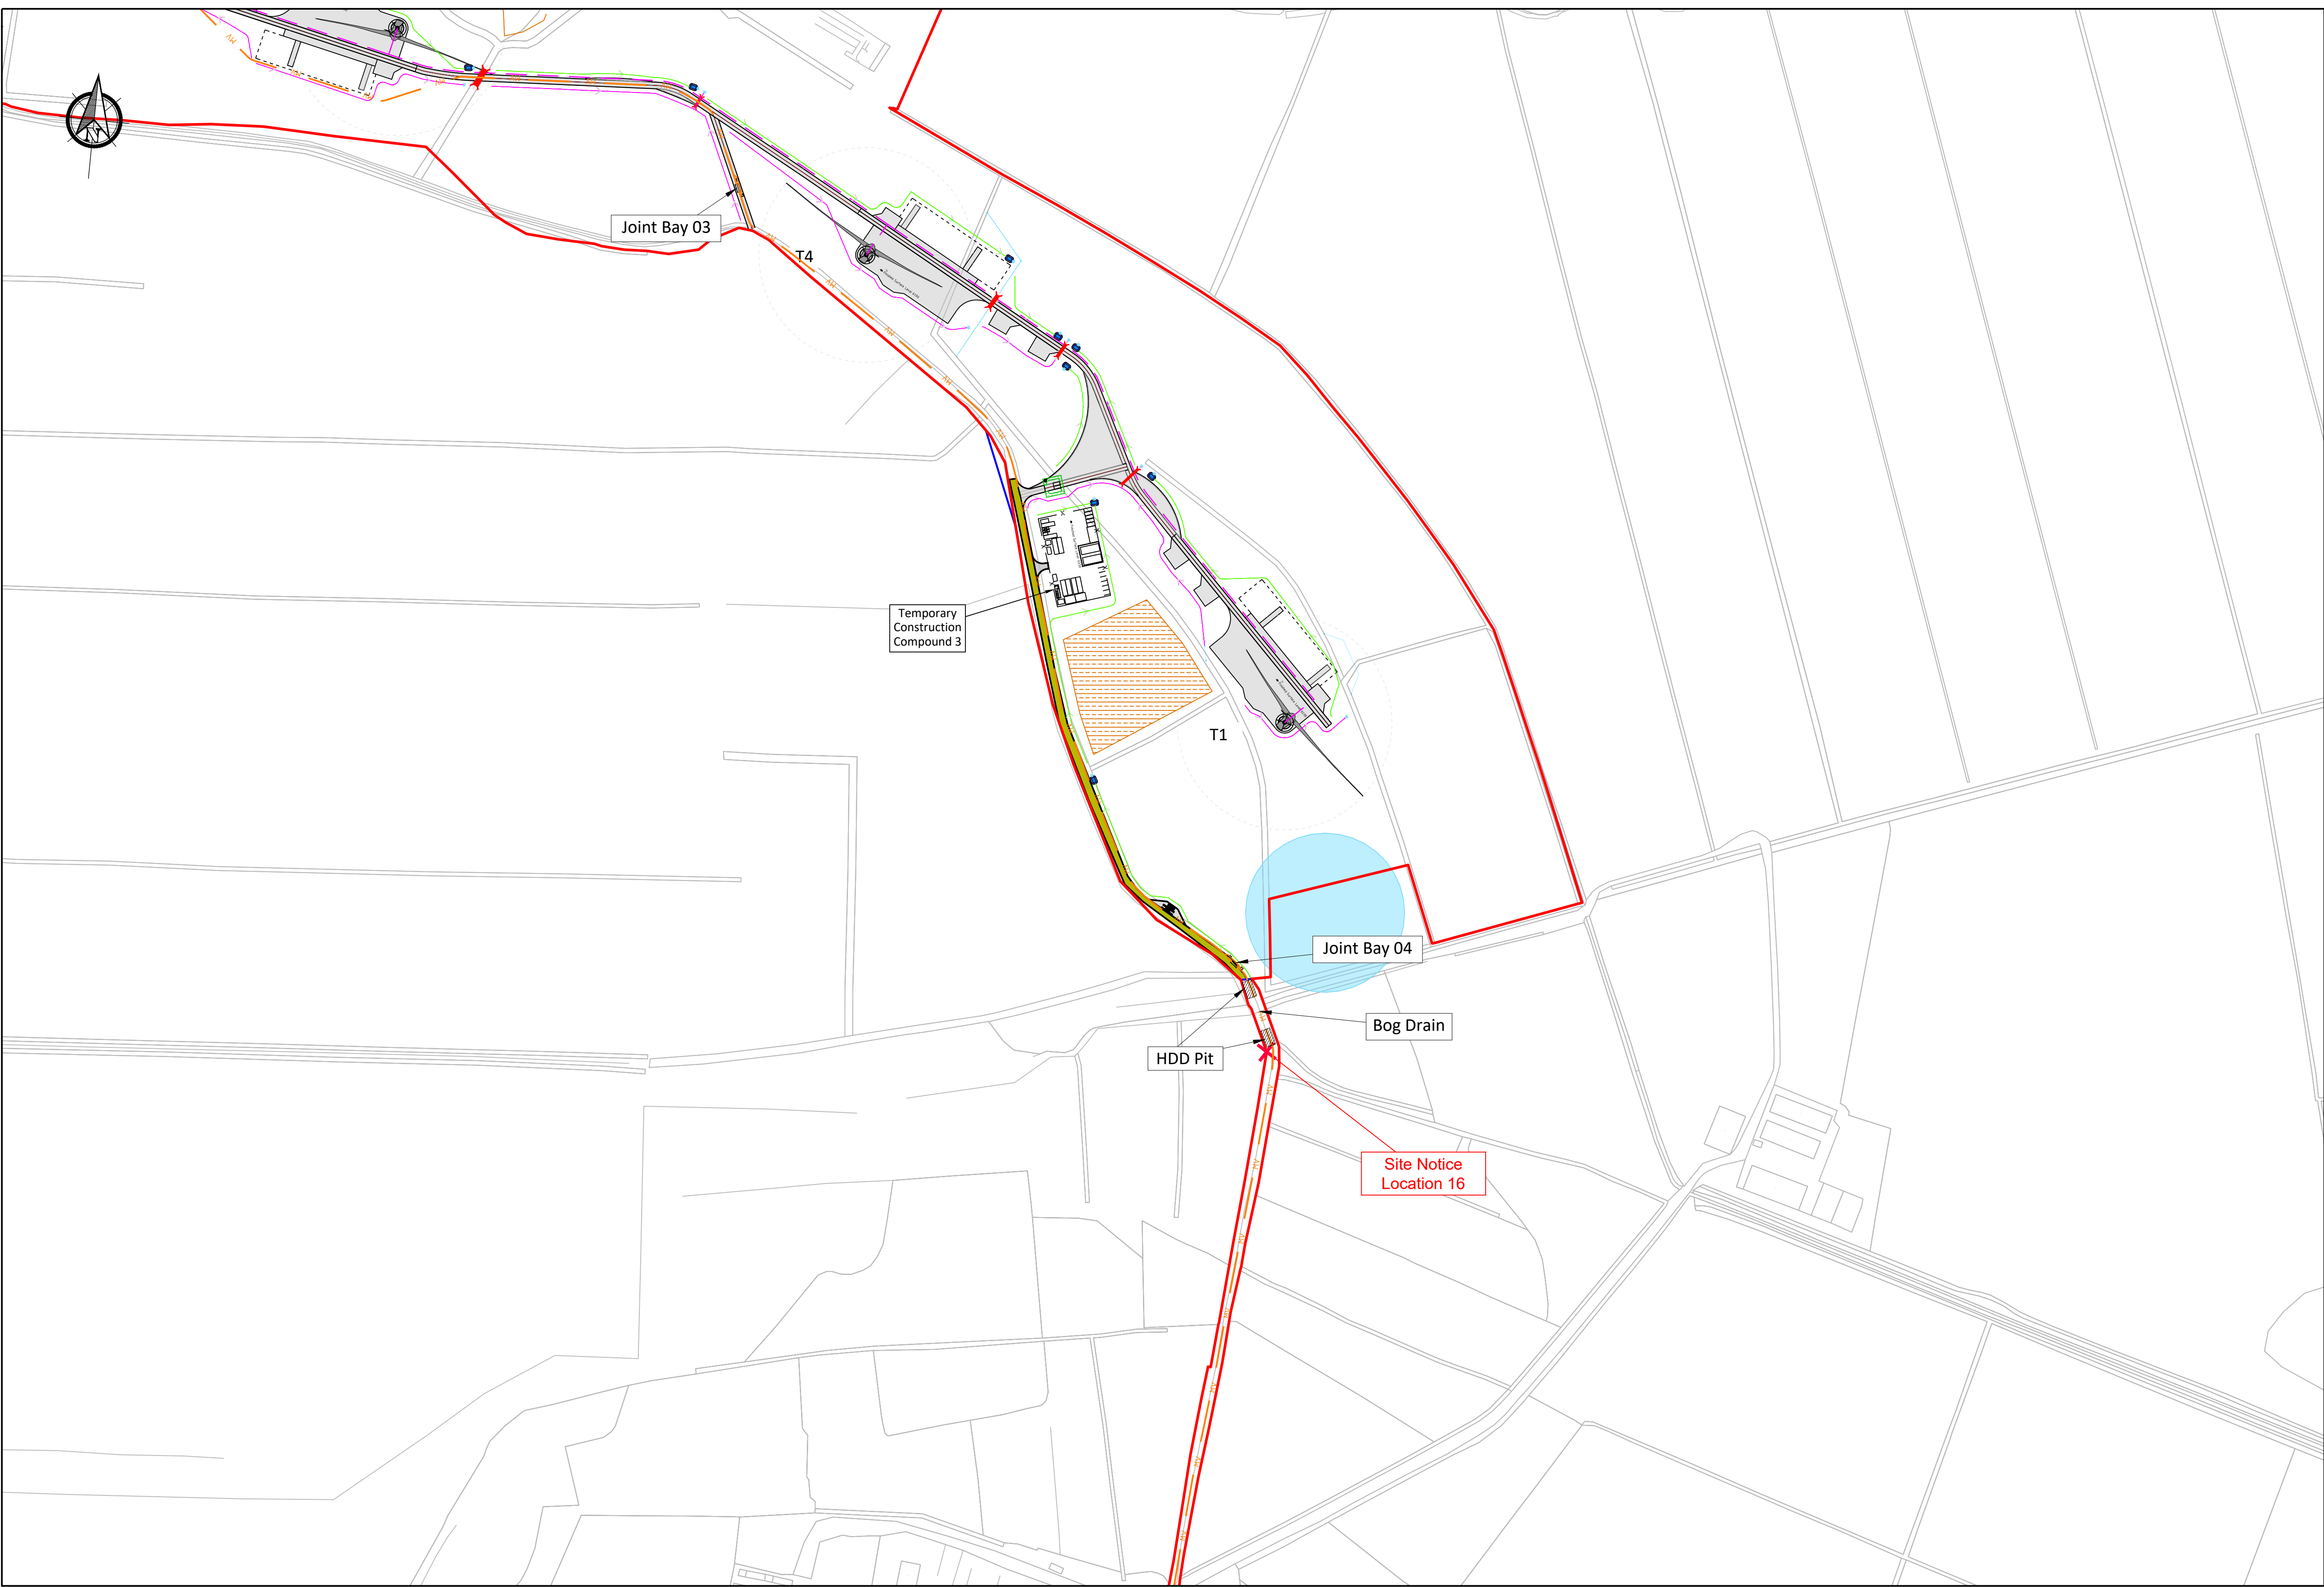 Joint Bay 03
T4
Temporary
Construction
Compound 3
T1
Joint Bay 04
Bog Drain
HDD Pit
Site Notice
Location 16